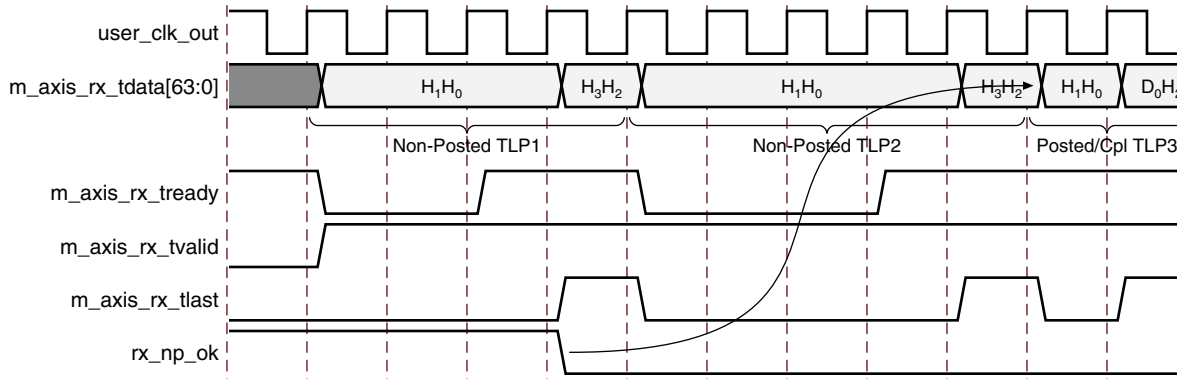 user_clk_out
m_axis_rx_tdata[63:0] H₁H₀ H₃H₂ H₁H₀ H₃H₂ H₁H₀ D₀H₂
Non-Posted TLP1 Non-Posted TLP2 Posted/Cpl TLP3
m_axis_rx_tready
m_axis_rx_tvalid
m_axis_rx_tlast
rx_np_ok